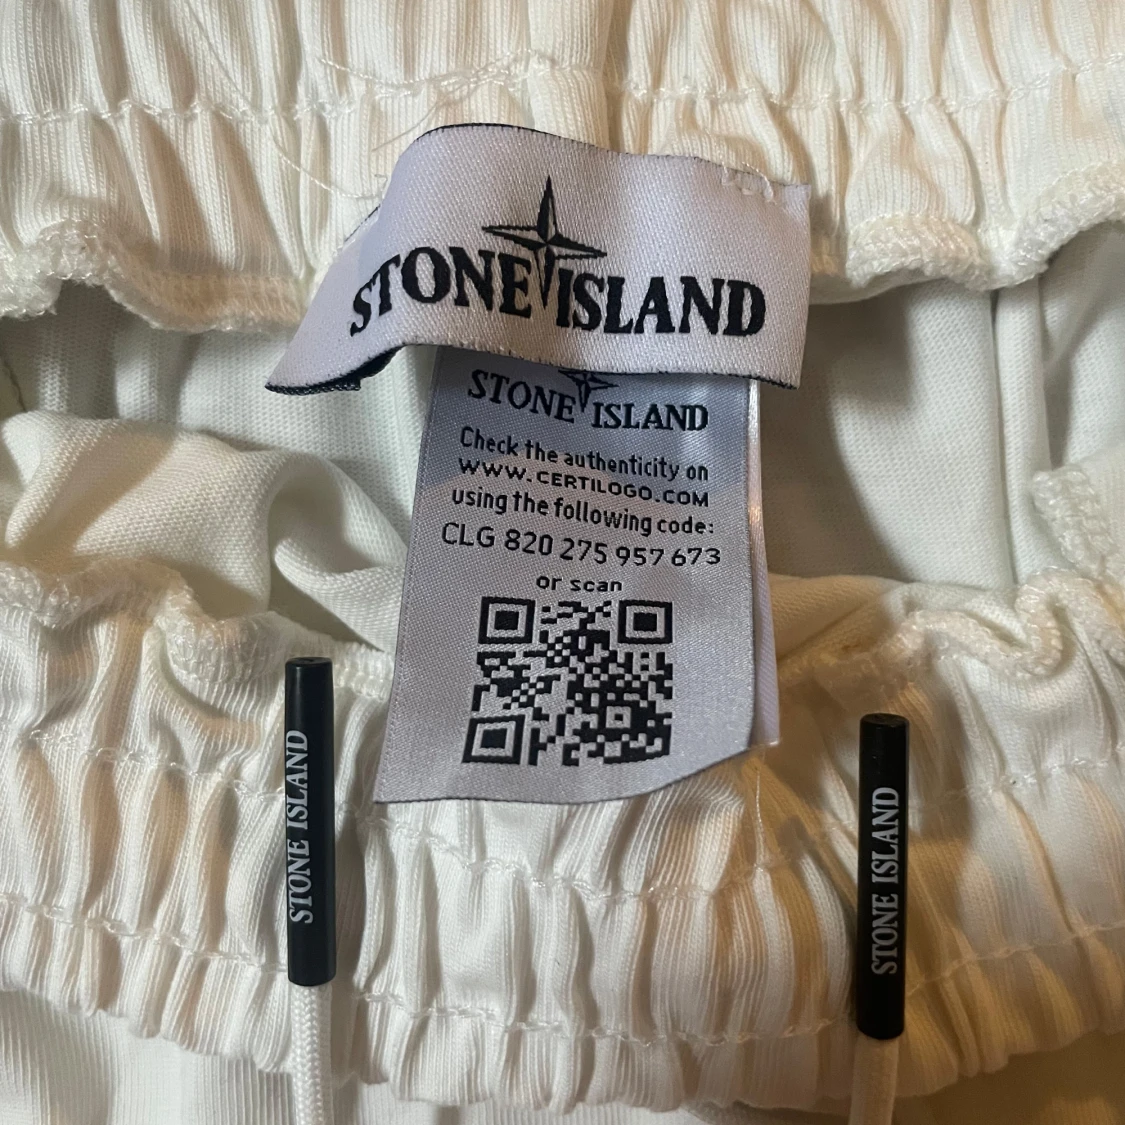 STONE ISLAND
STONE ISLAND
Check the authenticity on
WWW.CERTILOGO.COM
using the following code:
CLG 820 275 957 673
or scan
STONE ISLAND
STONE ISLAND